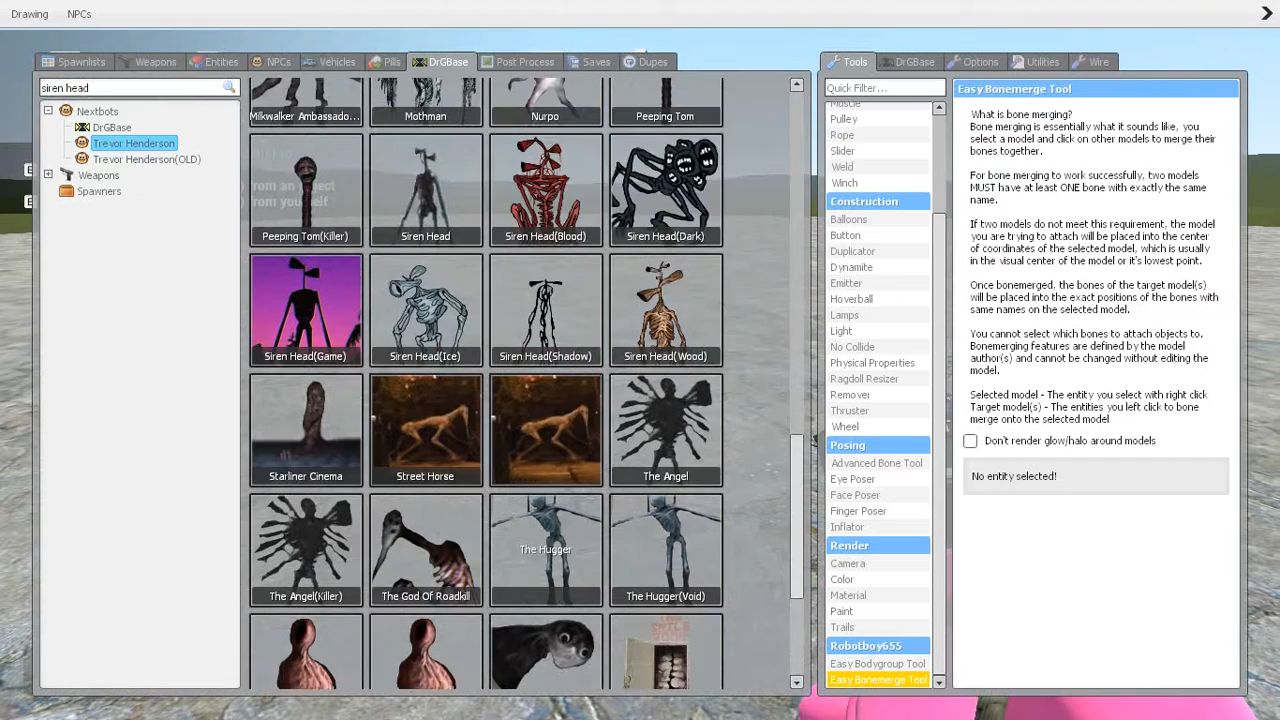 Drawing NPCs
Spawnlists Weapons Entities NPCs Vehicles Pills DrGBase Post Process Saves Dupes
siren head
Nextbots
DrGBase
Trevor Henderson
Trevor Henderson(OLD)
Weapons
Spawners
from an object
from yourself
Milkwalker Ambassado... Mothman Nurpo Peeping Tom
Peeping Tom(Killer) Siren Head Siren Head(Blood) Siren Head(Dark)
Siren Head(Game) Siren Head(Ice) Siren Head(Shadow) Siren Head(Wood)
Starliner Cinema Street Horse The Angel
The Hugger
The Angel(Killer) The God Of Roadkill The Hugger(Void)
Tools DrGBase Options Utilities Wire
Quick Filter...
Muscle
Pulley
Rope
Slider
Weld
Winch
Construction
Balloons
Button
Duplicator
Dynamite
Emitter
Hoverball
Lamps
Light
No Collide
Physical Properties
Ragdoll Resizer
Remover
Thruster
Wheel
Posing
Advanced Bone Tool
Eye Poser
Face Poser
Finger Poser
Inflator
Render
Camera
Color
Material
Paint
Trails
Robotboy655
Easy Bodygroup Tool
Easy Bonemerge Tool
Easy Bonemerge Tool
What is bone merging?
Bone merging is essentially what it sounds like, you
select a model and click on other models to merge their
bones together.
For bone merging to work successfully, two models
MUST have at least ONE bone with exactly the same
name.
If two models do not meet this requirement, the model
you are trying to attach will be placed into the center
of coordinates of the selected model, which is usually
in the visual center of the model or it's lowest point.
Once bonemerged, the bones of the target model(s)
will be placed into the exact positions of the bones with
same names on the selected model.
You cannot select which bones to attach objects to.
Bonemerging features are defined by the model
author(s) and cannot be changed without editing the
model.
Selected model - The entity you select with right click
Target model(s) - The entities you left click to bone
merge onto the selected model
Don't render glow/halo around models
No entity selected!